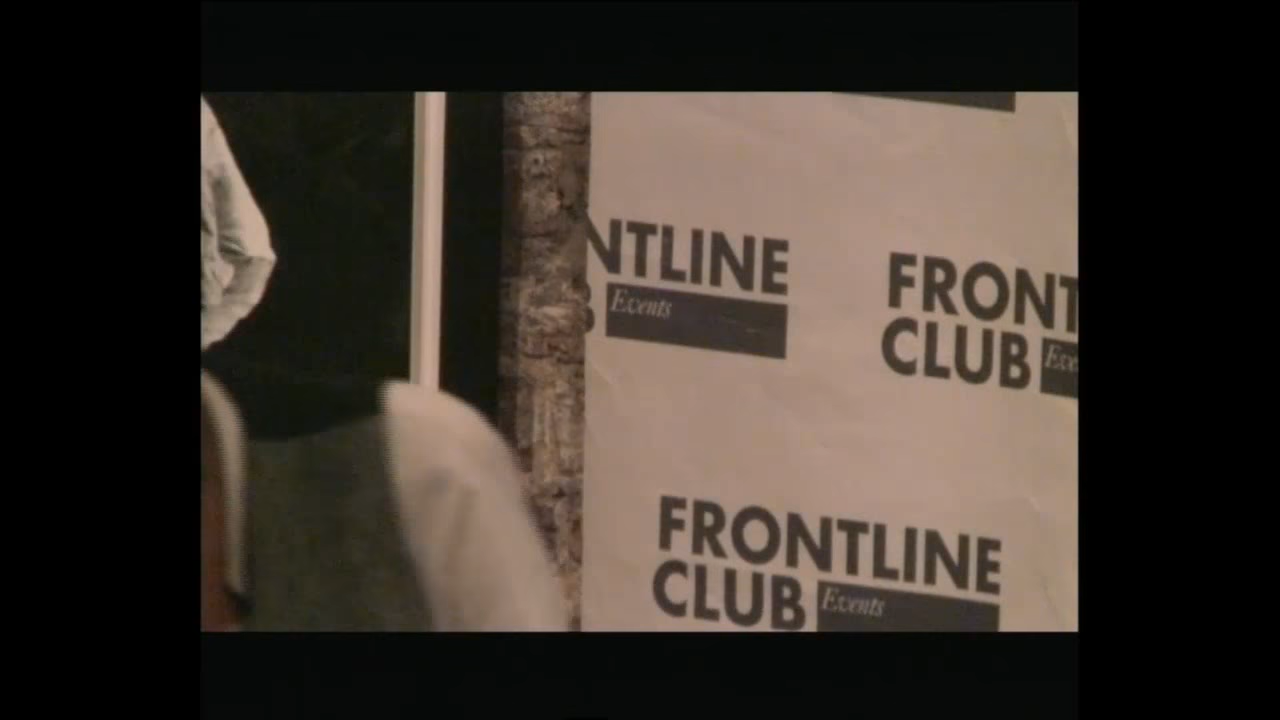 NTLINE
Events
FRONT
CLUB
FRONTLINE
CLUB Events